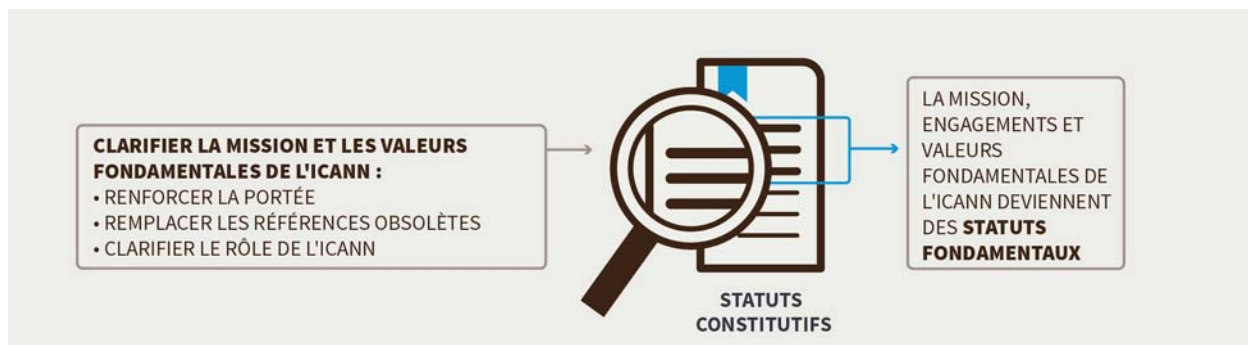 CLARIFIER LA MISSION ET LES VALEURS
FONDAMENTALES DE L'ICANN :
• RENFORCER LA PORTÉE
• REMPLACER LES RÉFÉRENCES OBSOLÈTES
• CLARIFIER LE RÔLE DE L'ICANN
STATUTS
CONSTITUTIFS
LA MISSION,
ENGAGEMENTS ET
VALEURS
FONDAMENTALES DE
L'ICANN DEVIENNENT
DES STATUTS
FONDAMENTAUX